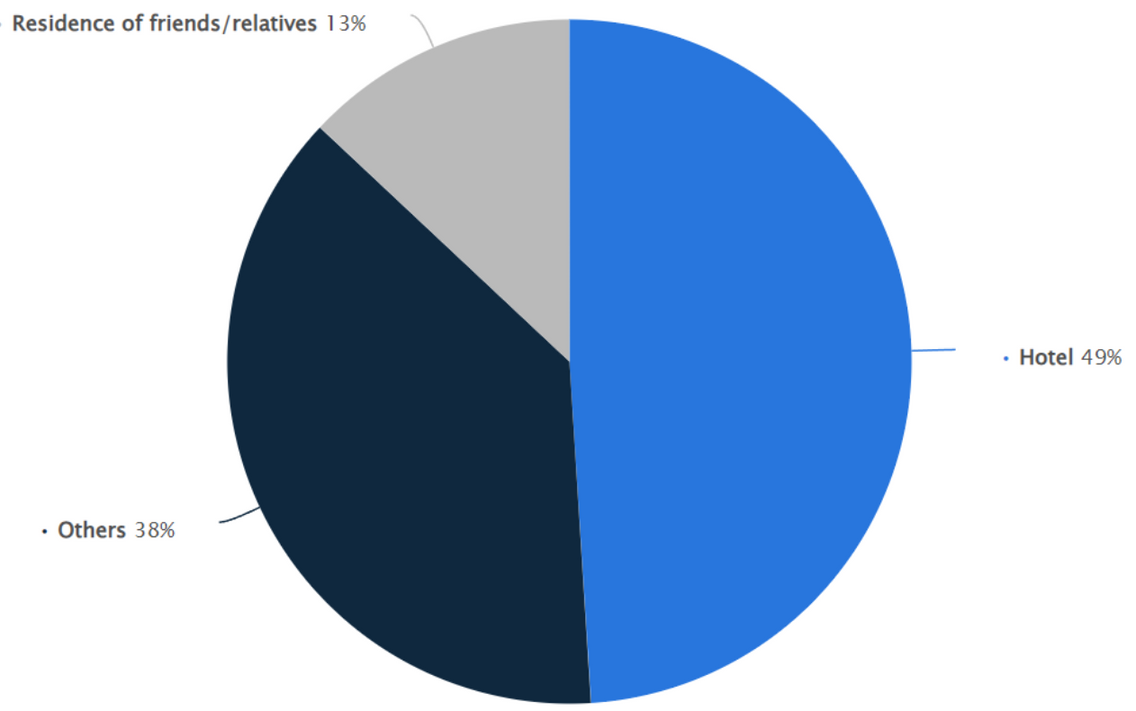 Residence of friends/relatives 13%
Hotel 49%
Others 38%